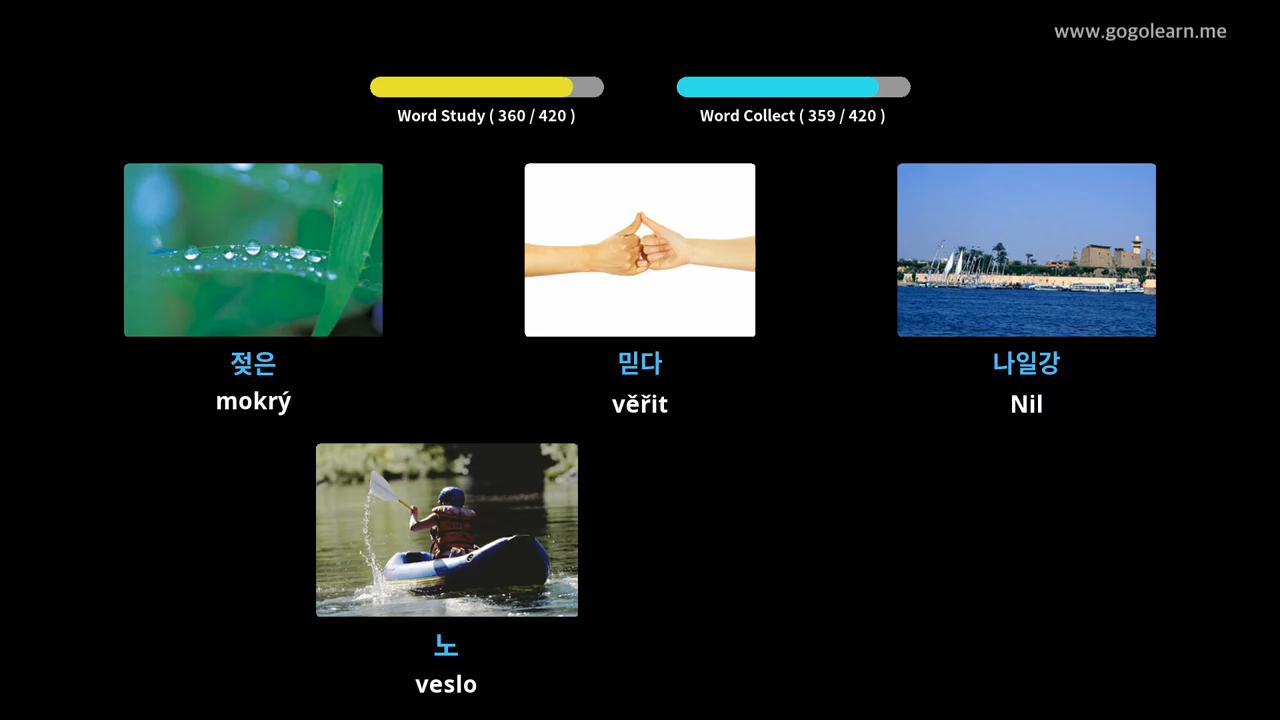 www.gogolearn.me
Word Study ( 360 / 420 )
Word Collect ( 359 / 420 )
젖은
mokrý
믿다
věřit
나일강
Nil
노
veslo